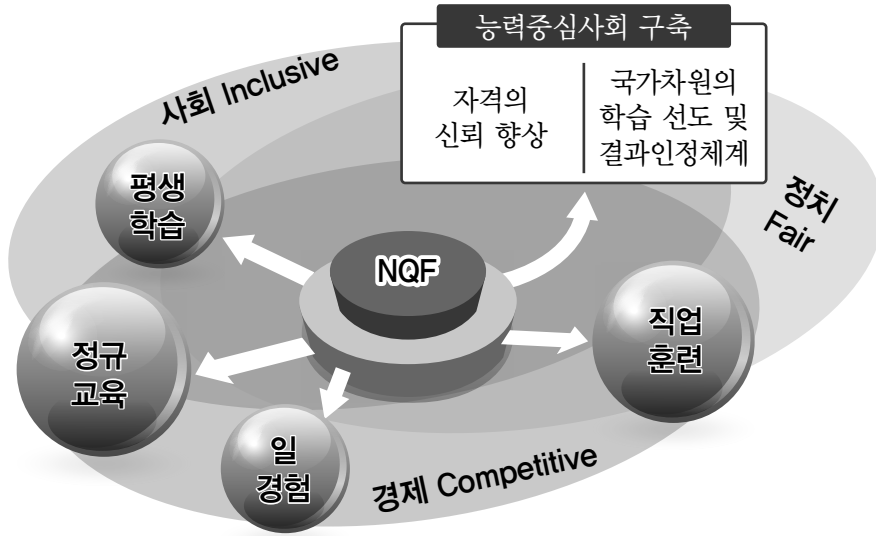 능력중심사회 구축
자격의
신뢰 향상
국가차원의
학습 선도 및
결과인정체계
사회 Inclusive
정치
Fair
평생
학습
NQF
정규
교육
직업
훈련
일
경험
경제 Competitive